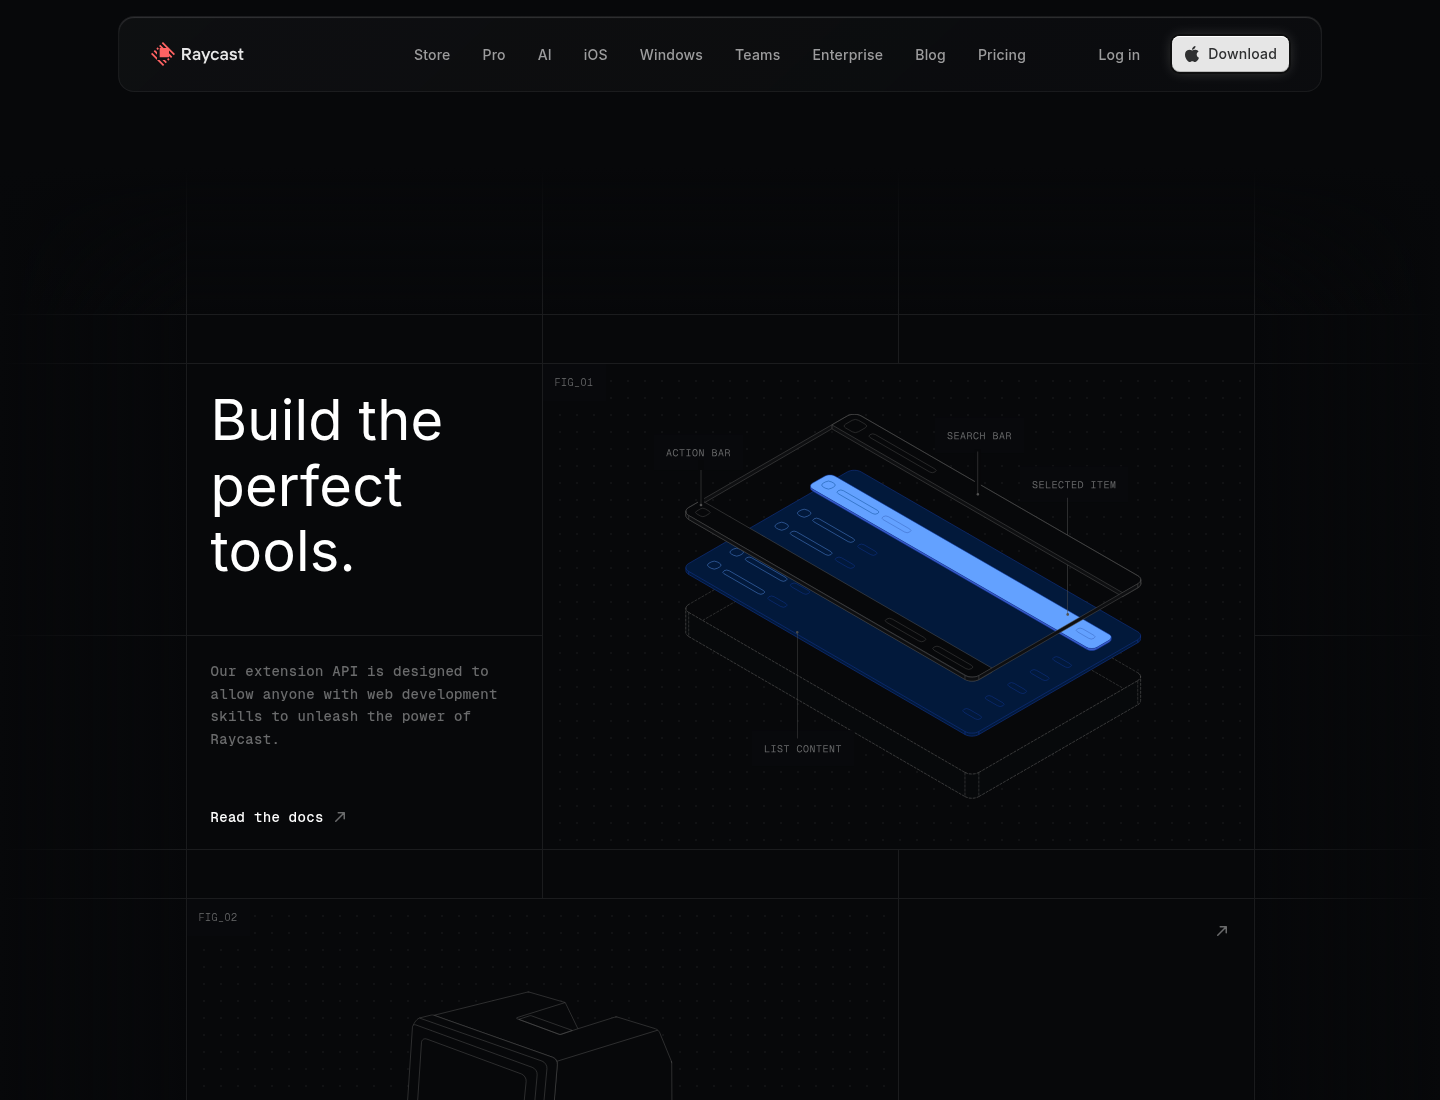 Raycast
Store
Pro
AI
iOS
Windows
Teams
Enterprise
Blog
Pricing
Log in
Download
Build the
perfect
tools.
Our extension API is designed to
allow anyone with web development
skills to unleash the power of
Raycast.
Read the docs
FIG_01
ACTION BAR
SEARCH BAR
SELECTED ITEM
LIST CONTENT
FIG_02